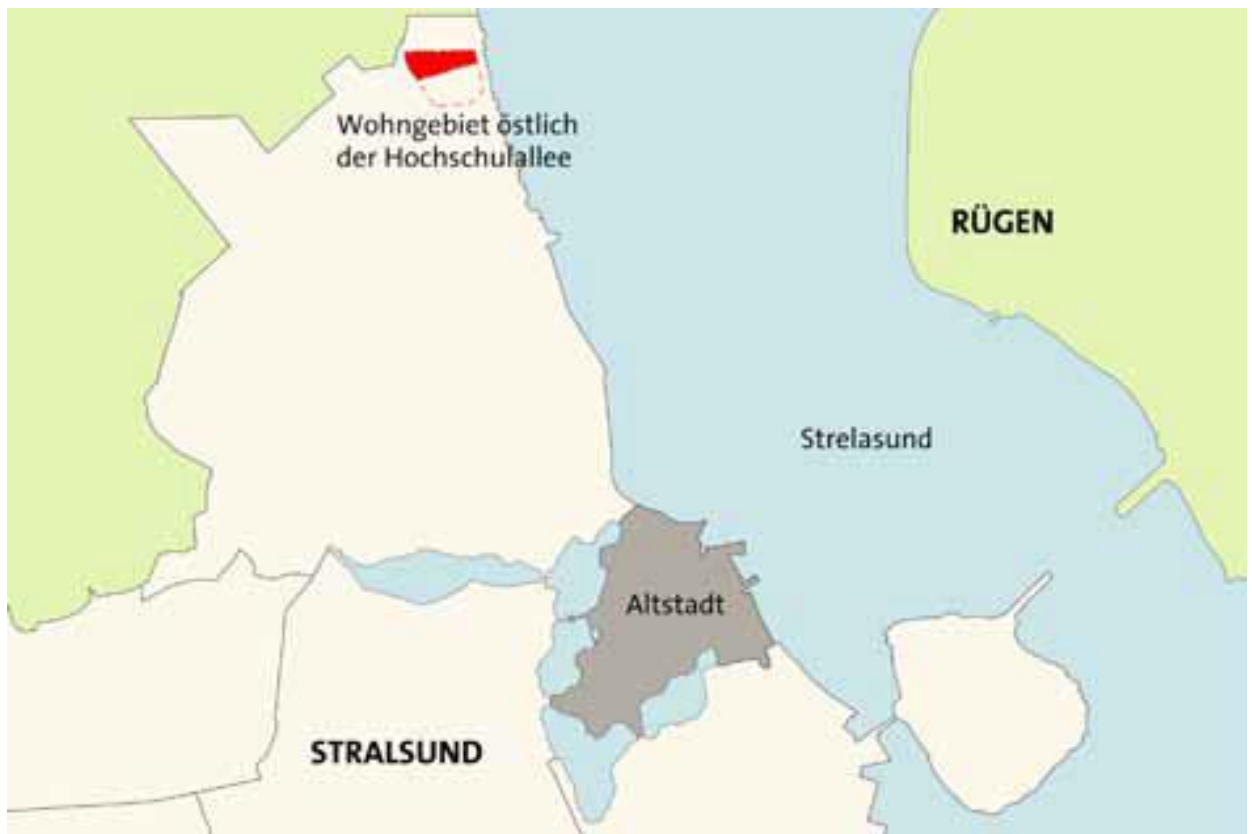 Wohngebiet östlich
der Hochschulallee
RÜGEN
Strelasund
Altstadt
STRALSUND